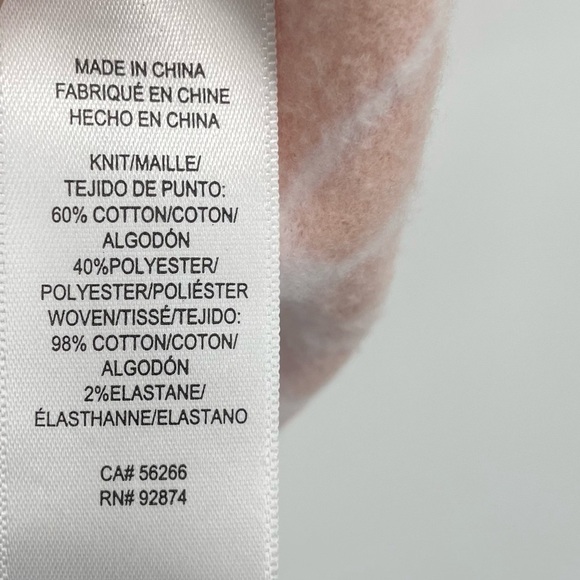 MADE IN CHINA
FABRIQUÉ EN CHINE
HECHO EN CHINA
KNIT/MAILLE/
TEJIDO DE PUNTO:
60% COTTON/COTON/
ALGODÓN
40%POLYESTER/
POLYESTER/POLIÉSTER
WOVEN/TISSÉ/TEJIDO:
98% COTTON/COTON/
ALGODÓN
2%ELASTANE/
ÉLASTHANNE/ELASTANO
CA# 56266
RN# 92874